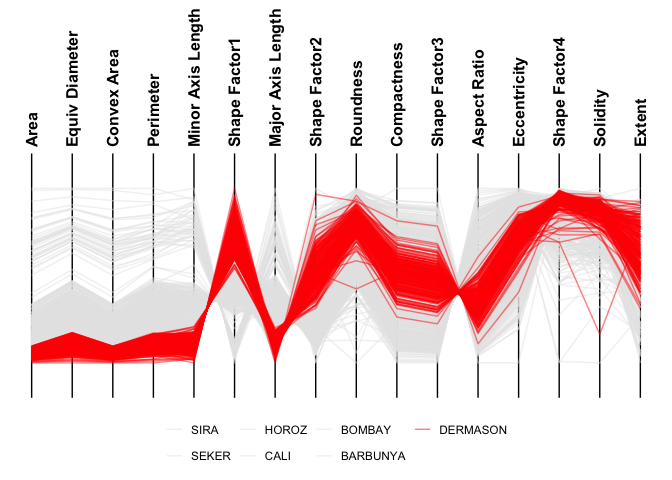 Area
Equiv Diameter
Convex Area
Perimeter
Minor Axis Length
Shape Factor1
Major Axis Length
Shape Factor2
Roundness
Compactness
Shape Factor3
Aspect Ratio
Eccentricity
Shape Factor4
Solidity
Extent
SIRA HOROZ BOMBAY DERMASON
SEKER CALI BARBUNYA